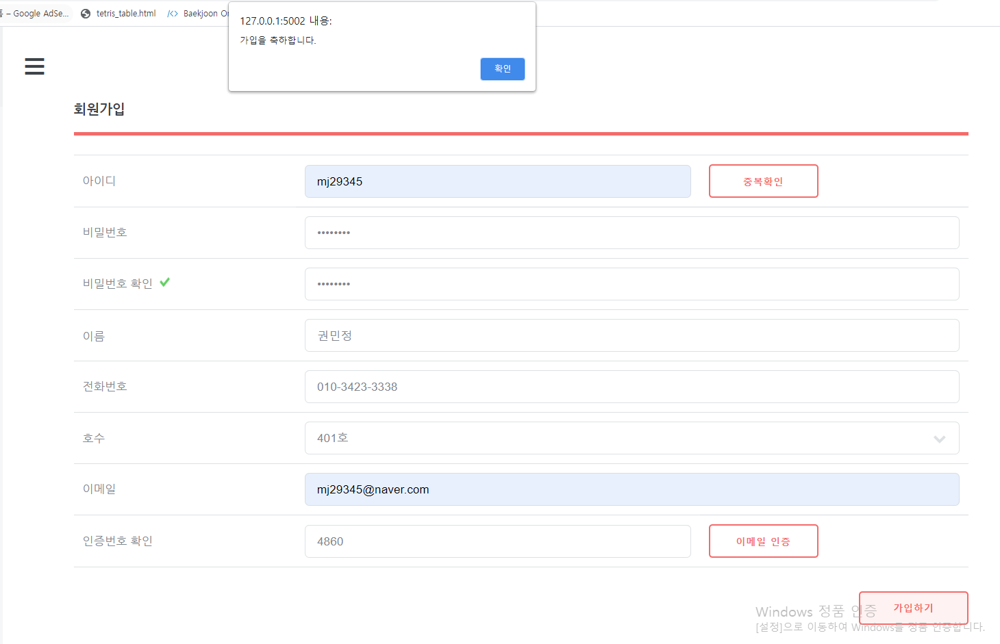 홈 – Google AdSe...
tetris_table.html
</> Baekjoon On
127.0.0.1:5002 내용:
가입을 축하합니다.
확인
회원가입
아이디
mj29345
중복확인
비밀번호
••••••••
비밀번호 확인
••••••••
이름
권민정
전화번호
010-3423-3338
호수
401호
이메일
mj29345@naver.com
인증번호 확인
4860
이메일 인증
가입하기
Windows 정품 인증
[설정]으로 이동하여 Windows를 정품 인증합니다.